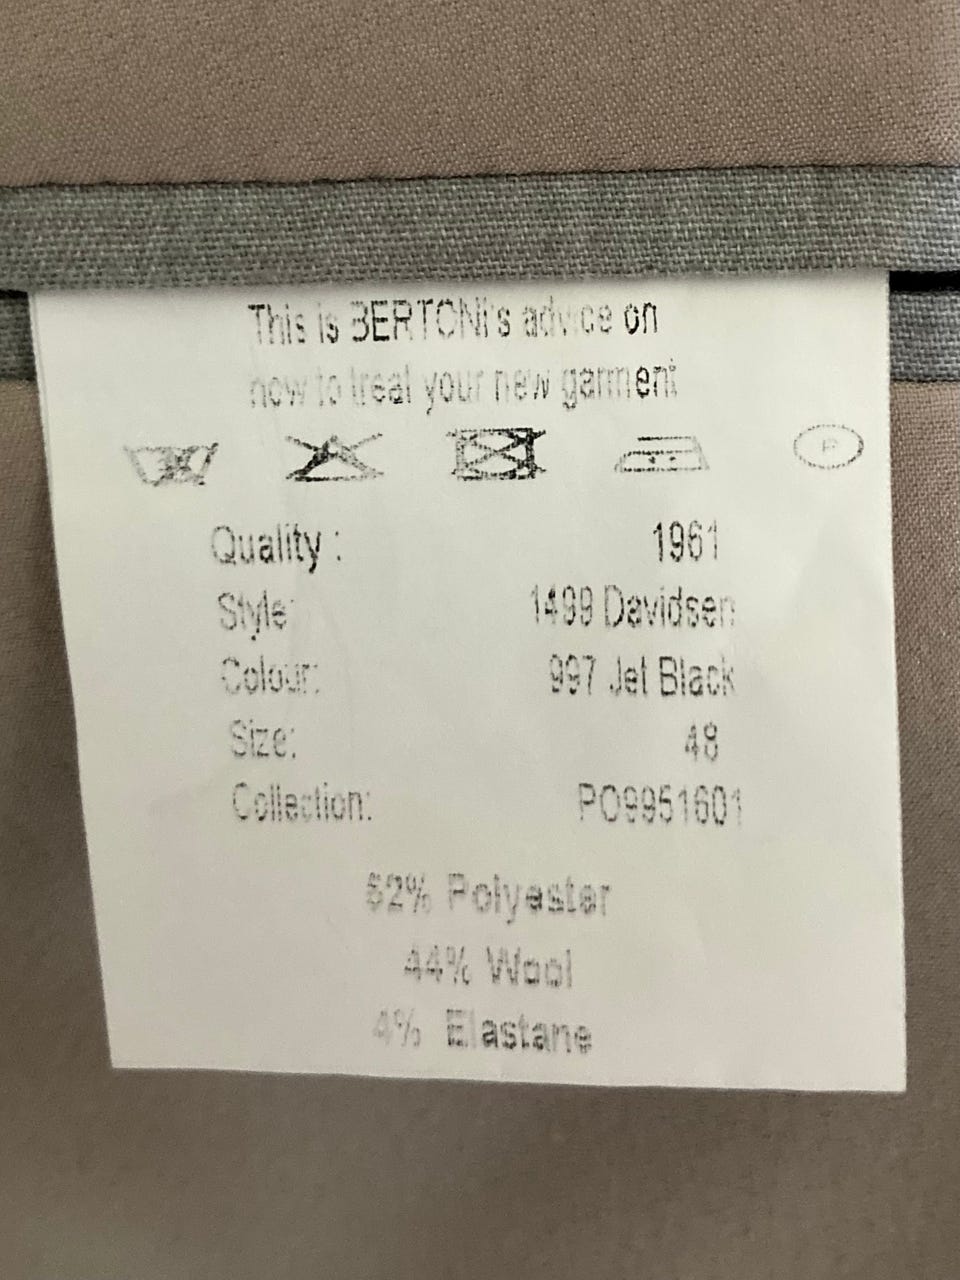 This is BERTONI's advice on
how to treat your new garment
P
Quality : 1961
Style: 1499 Davidsen
Colour: 997 Jet Black
Size: 48
Collection: PO9951601
52% Polyester
44% Wool
4% Elastane